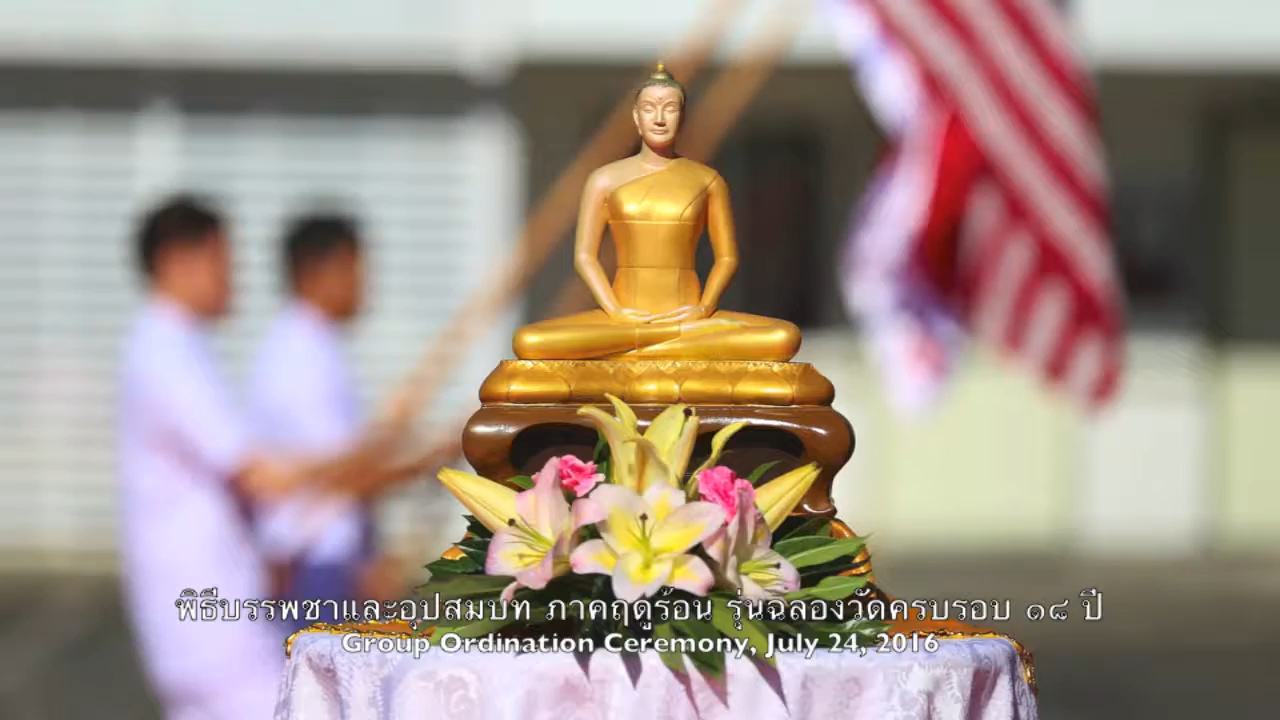 พิธีบรรพชาและอุปสมบท ภาคฤดูร้อน รุ่นฉลองวัดครบรอบ ๑๘ ปี
Group Ordination Ceremony, July 24, 2016